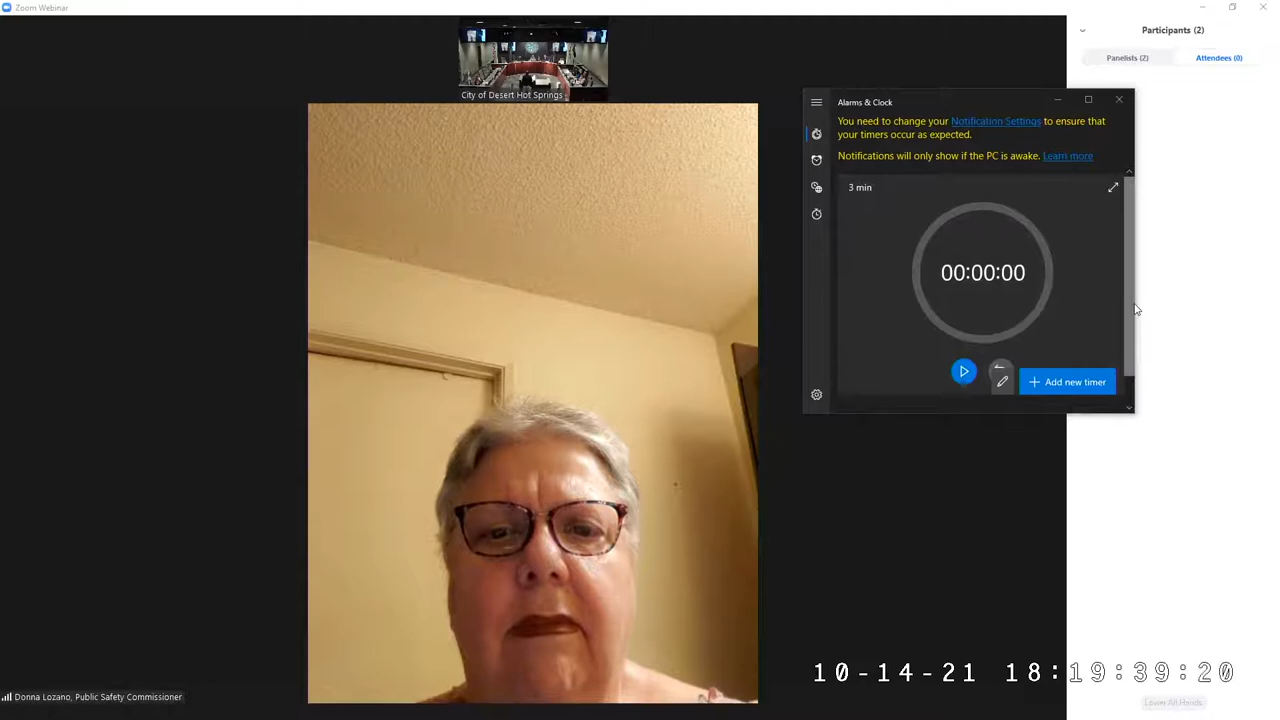 Zoom Webinar
City of Desert Hot Springs
Participants (2)
Panelists (2)
Attendees (0)
Alarms & Clock
You need to change your Notification Settings to ensure that
your timers occur as expected.
Notifications will only show if the PC is awake. Learn more
3 min
00:00:00
Add new timer
Donna Lozano, Public Safety Commissioner
10-14-21 18:19:39:20
Lower All Hands